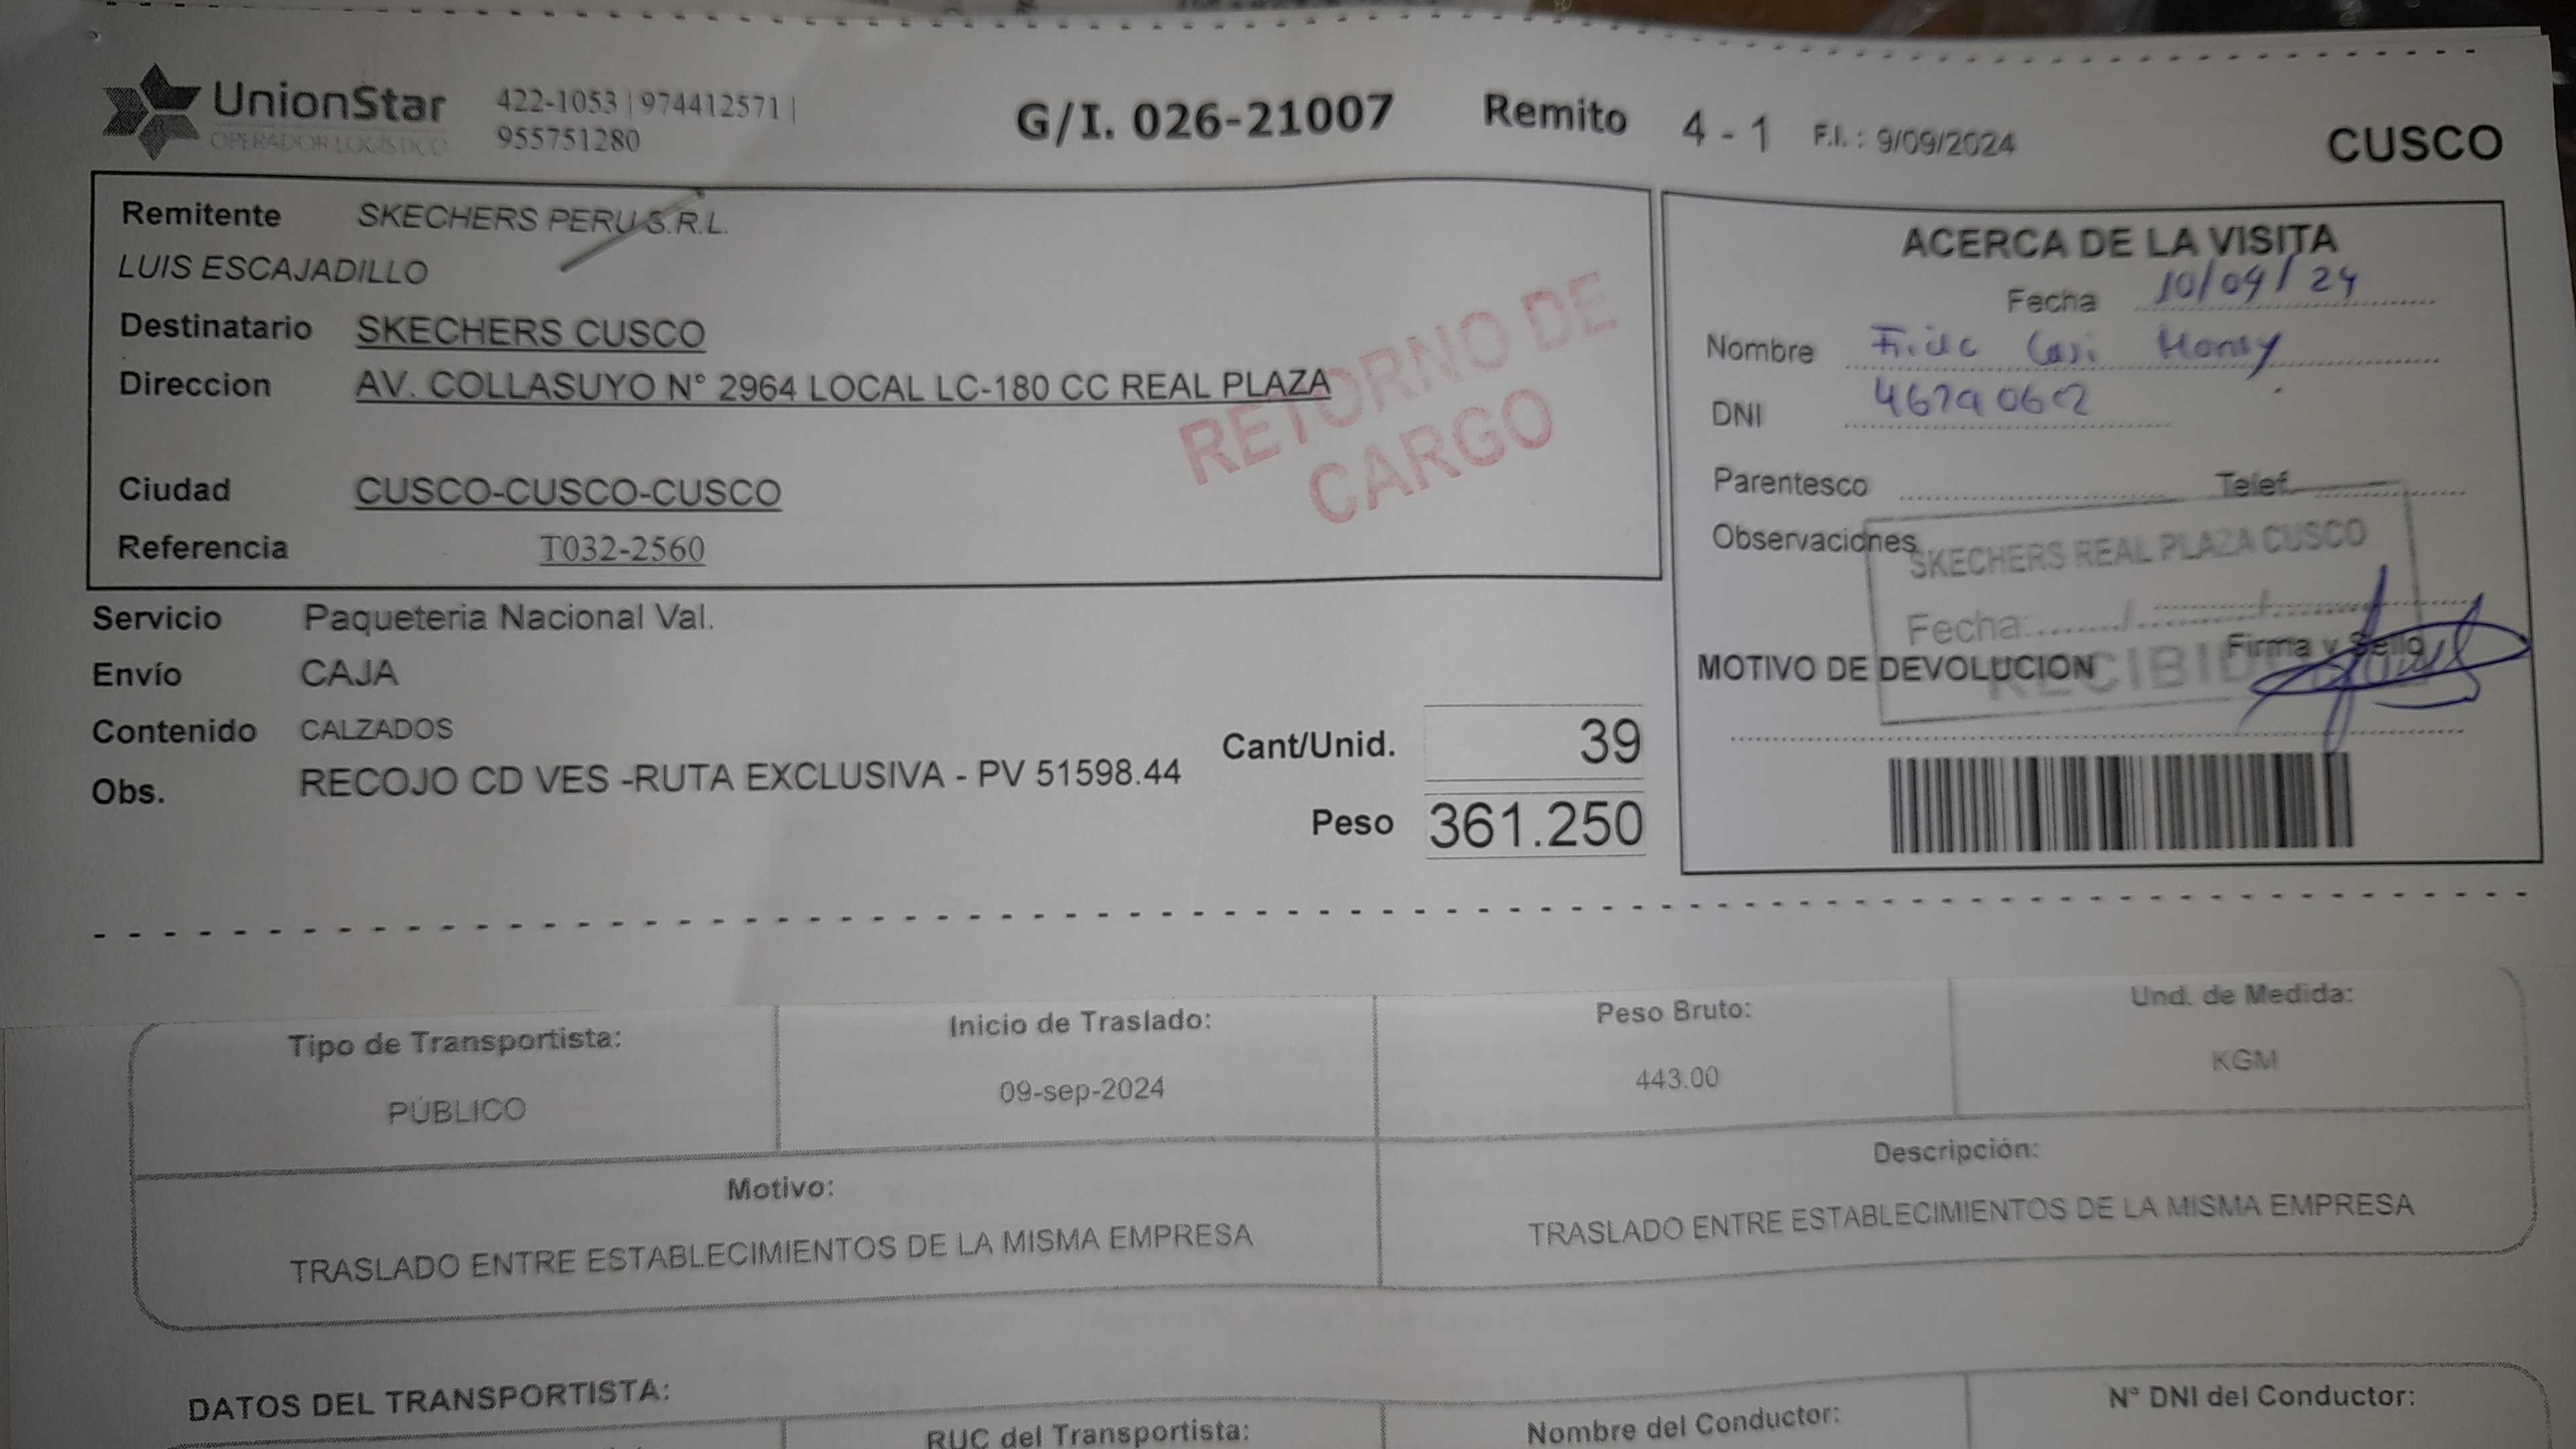 UnionStar
OPERADOR LOGÍSTICO
422-1053 | 974412571 |
955751280
G/I. 026-21007
Remito 4 - 1 F.I. : 9/09/2024
CUSCO
Remitente SKECHERS PERU S.R.L.
LUIS ESCAJADILLO
Destinatario SKECHERS CUSCO
Direccion AV. COLLASUYO N° 2964 LOCAL LC-180 CC REAL PLAZA
Ciudad CUSCO-CUSCO-CUSCO
Referencia T032-2560
RETORNO DE
CARGO
Servicio Paqueteria Nacional Val.
Envío CAJA
Contenido CALZADOS
Obs. RECOJO CD VES -RUTA EXCLUSIVA - PV 51598.44
Cant/Unid. 39
Peso 361.250
ACERCA DE LA VISITA
Fecha 10/09/24
Nombre
DNI
Parentesco Telef.
Observaciones
SKECHERS REAL PLAZA CUSCO
Fecha:......./............/.........
Firma y Sello
RECIBIDO
MOTIVO DE DEVOLUCION
Tipo de Transportista:
PÚBLICO
Inicio de Traslado:
09-sep-2024
Peso Bruto:
443.00
Und. de Medida:
KGM
Motivo:
TRASLADO ENTRE ESTABLECIMIENTOS DE LA MISMA EMPRESA
Descripción:
TRASLADO ENTRE ESTABLECIMIENTOS DE LA MISMA EMPRESA
DATOS DEL TRANSPORTISTA:
RUC del Transportista:
Nombre del Conductor:
N° DNI del Conductor: